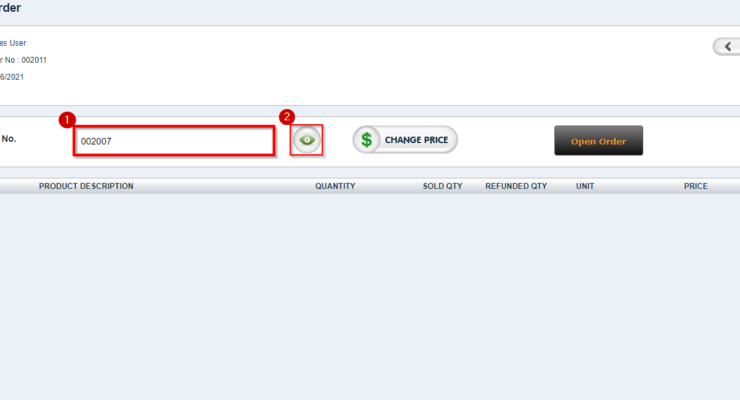 rder
es User
r No : 002011
6/2021
1
2
No.
002007
$ CHANGE PRICE
Open Order
PRODUCT DESCRIPTION QUANTITY SOLD QTY REFUNDED QTY UNIT PRICE